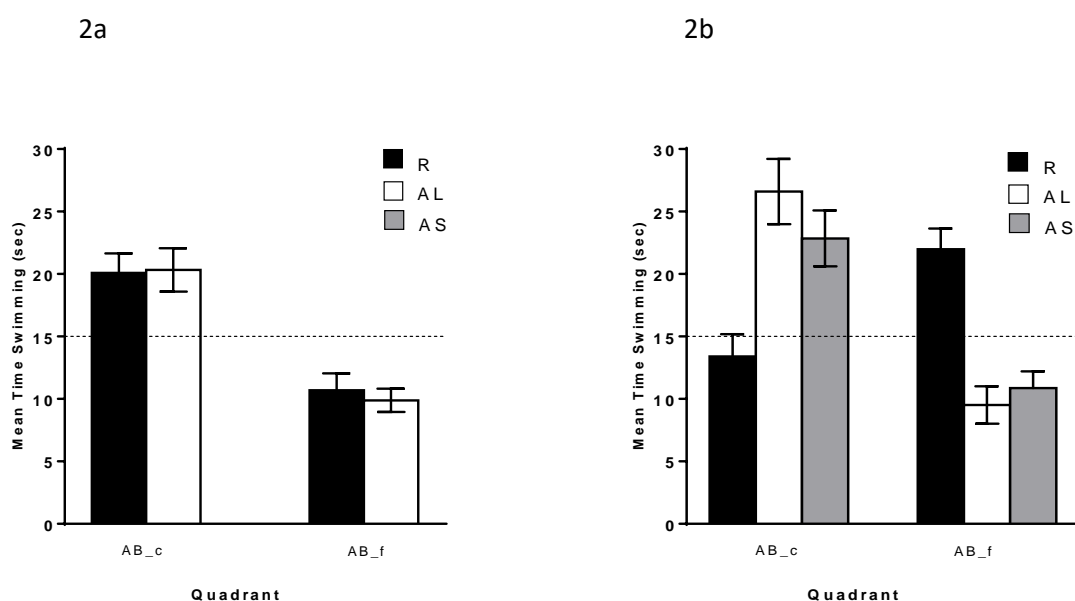 2a
30
25
20
15
10
5
0
Mean Time Swimming (sec)
R
AL
AS
AB_c
AB_f
Quadrant
2b
30
25
20
15
10
5
0
Mean Time Swimming (sec)
R
AL
AS
AB_c
AB_f
Quadrant